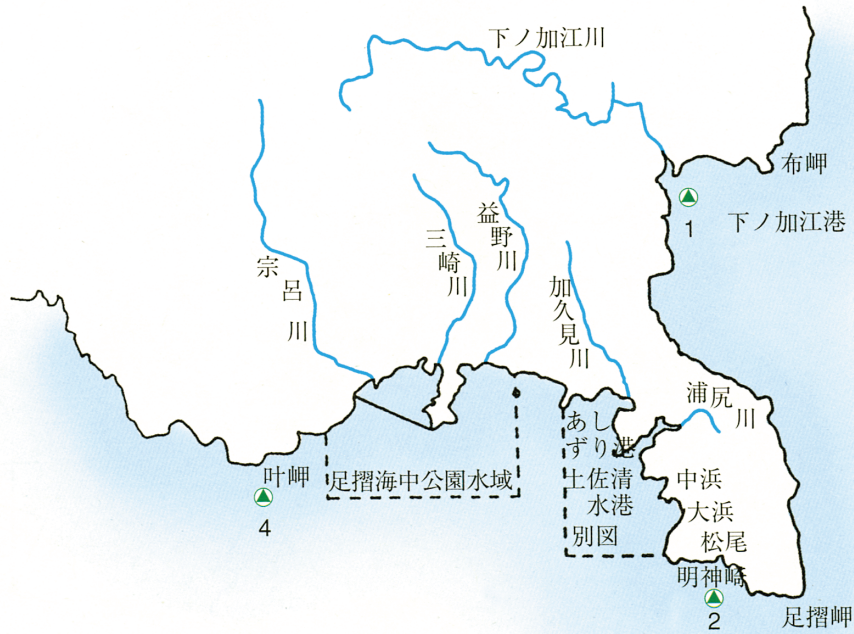 下ノ加江川
布岬
1
下ノ加江港
益野川
三崎川
宗呂川
加久見川
浦尻川
あし
ずり港
土佐清
水港
別図
叶岬
4
足摺海中公園水域
中浜
大浜
松尾
明神崎
2
足摺岬